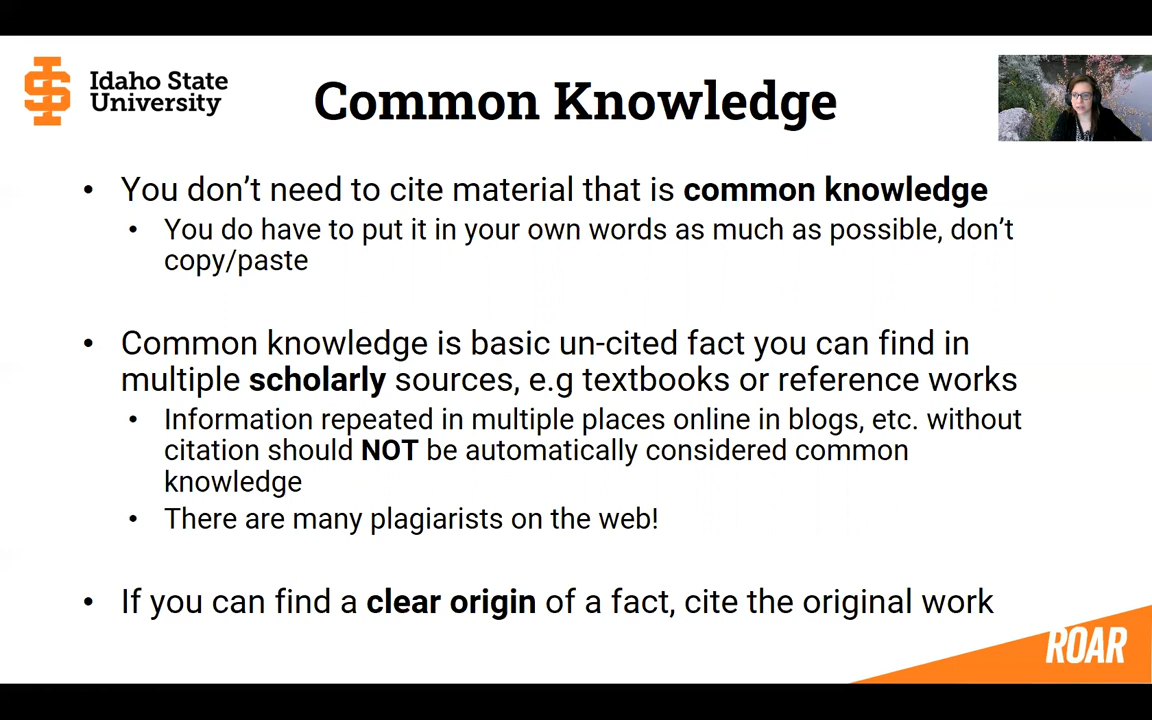 Idaho State
University
Common Knowledge
• You don't need to cite material that is common knowledge
• You do have to put it in your own words as much as possible, don't
copy/paste
• Common knowledge is basic un-cited fact you can find in
multiple scholarly sources, e.g textbooks or reference works
• Information repeated in multiple places online in blogs, etc. without
citation should NOT be automatically considered common
knowledge
• There are many plagiarists on the web!
• If you can find a clear origin of a fact, cite the original work
ROAR